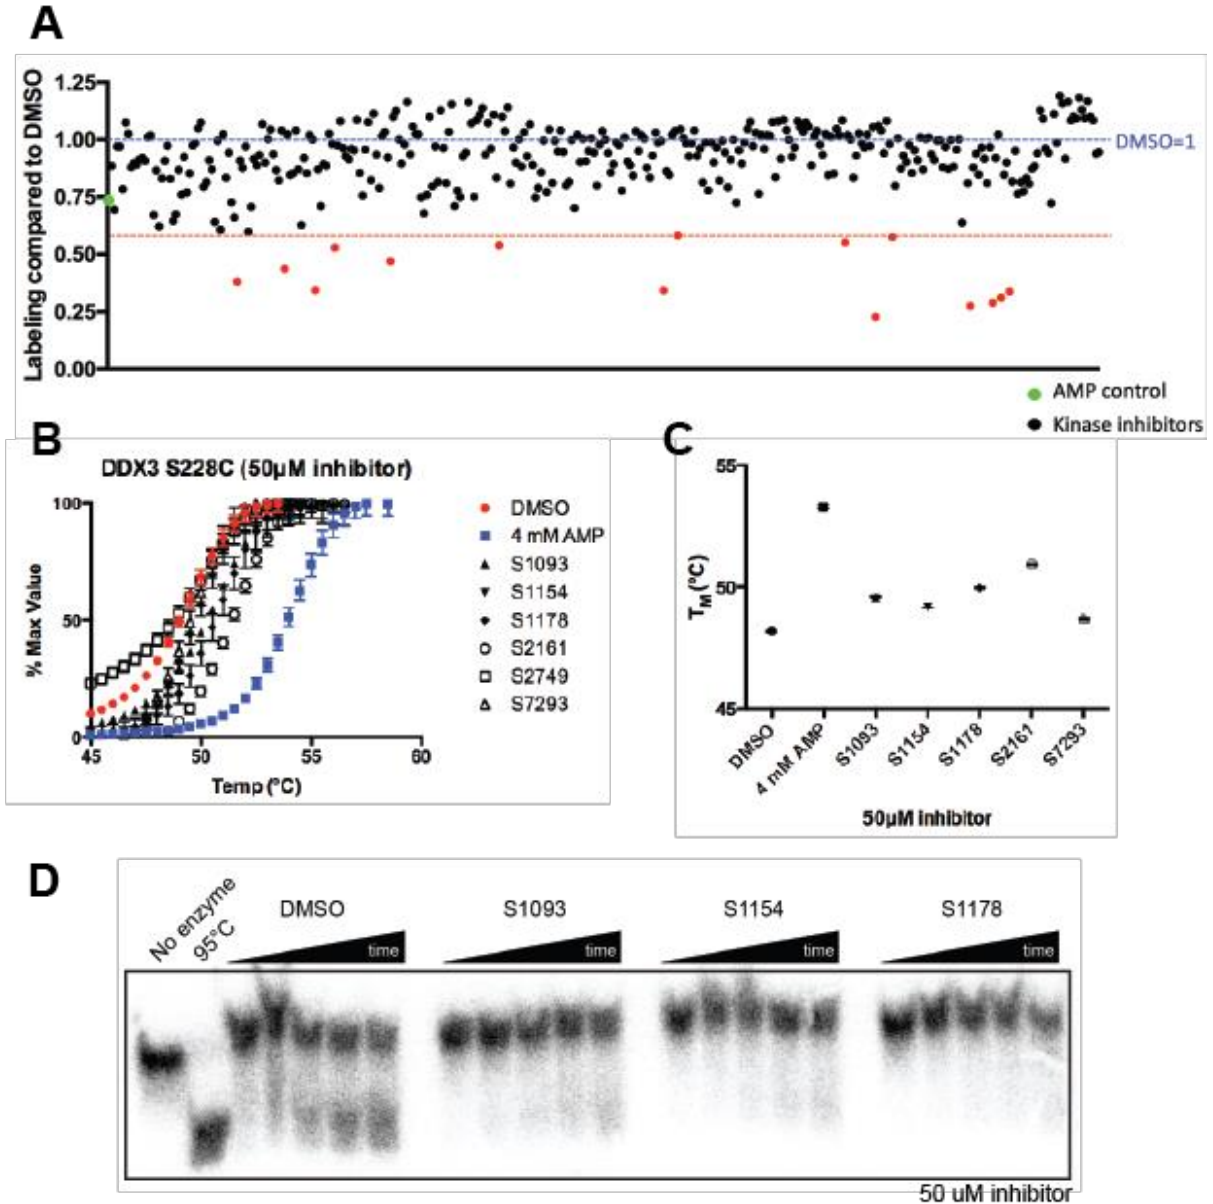 A
Labeling compared to DMSO
1.25
1.00
0.75
0.50
0.25
0.00
DMSO=1
AMP control
Kinase inhibitors
B
DDX3 S228C (50µM inhibitor)
% Max Value
100
50
0
45
50
55
60
Temp (°C)
DMSO
4 mM AMP
S1093
S1154
S1178
S2161
S2749
S7293
C
TM (°C)
55
50
45
DMSO
4 mM AMP
S1093
S1154
S1178
S2161
S7293
50µM inhibitor
D
No enzyme
95°C
DMSO
S1093
S1154
S1178
time
time
time
time
50 uM inhibitor